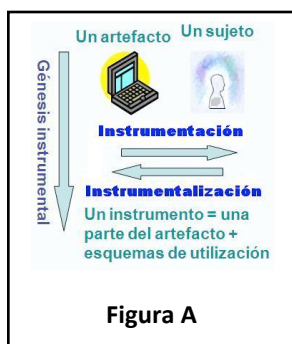 Un artefacto
Un sujeto
Génesis instrumental
Instrumentación
Instrumentalización
Un instrumento = una
parte del artefacto +
esquemas de utilización
Figura A